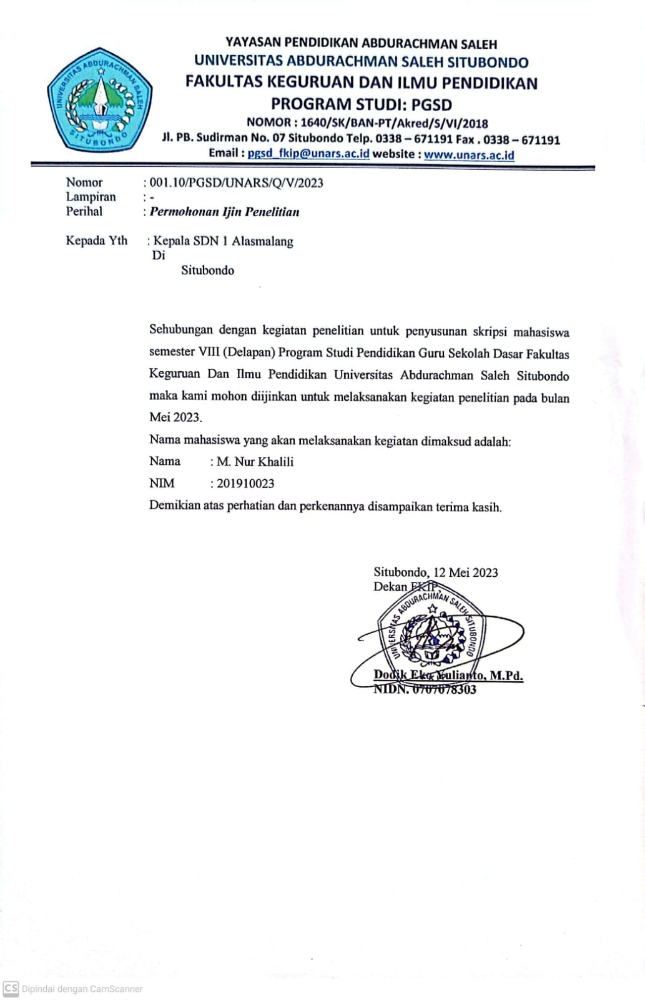 YAYASAN PENDIDIKAN ABDURACHMAN SALEH
UNIVERSITAS ABDURACHMAN SALEH SITUBONDO
FAKULTAS KEGURUAN DAN ILMU PENDIDIKAN
PROGRAM STUDI: PGSD
NOMOR : 1640/SK/BAN-PT/Akred/S/VI/2018
Jl. PB. Sudirman No. 07 Situbondo Telp. 0338 – 671191 Fax . 0338 – 671191
Email : pgsd_fkip@unars.ac.id website : www.unars.ac.id
UNIVERSITAS ABDURACHMAN SALEH
SITUBONDO
Nomor : 001.10/PGSD/UNARS/Q/V/2023
Lampiran : -
Perihal : Permohonan Ijin Penelitian
Kepada Yth : Kepala SDN 1 Alasmalang
Di
Situbondo
Sehubungan dengan kegiatan penelitian untuk penyusunan skripsi mahasiswa
semester VIII (Delapan) Program Studi Pendidikan Guru Sekolah Dasar Fakultas
Keguruan Dan Ilmu Pendidikan Universitas Abdurachman Saleh Situbondo
maka kami mohon diijinkan untuk melaksanakan kegiatan penelitian pada bulan
Mei 2023.
Nama mahasiswa yang akan melaksanakan kegiatan dimaksud adalah:
Nama : M. Nur Khalili
NIM : 201910023
Demikian atas perhatian dan perkenannya disampaikan terima kasih.
Situbondo, 12 Mei 2023
Dekan FKIP,
UNIVERSITAS ABDURACHMAN SALEH SITUBONDO
Dodik Eko Yulianto, M.Pd.
NIDN. 0707078303
CS Dipindai dengan CamScanner